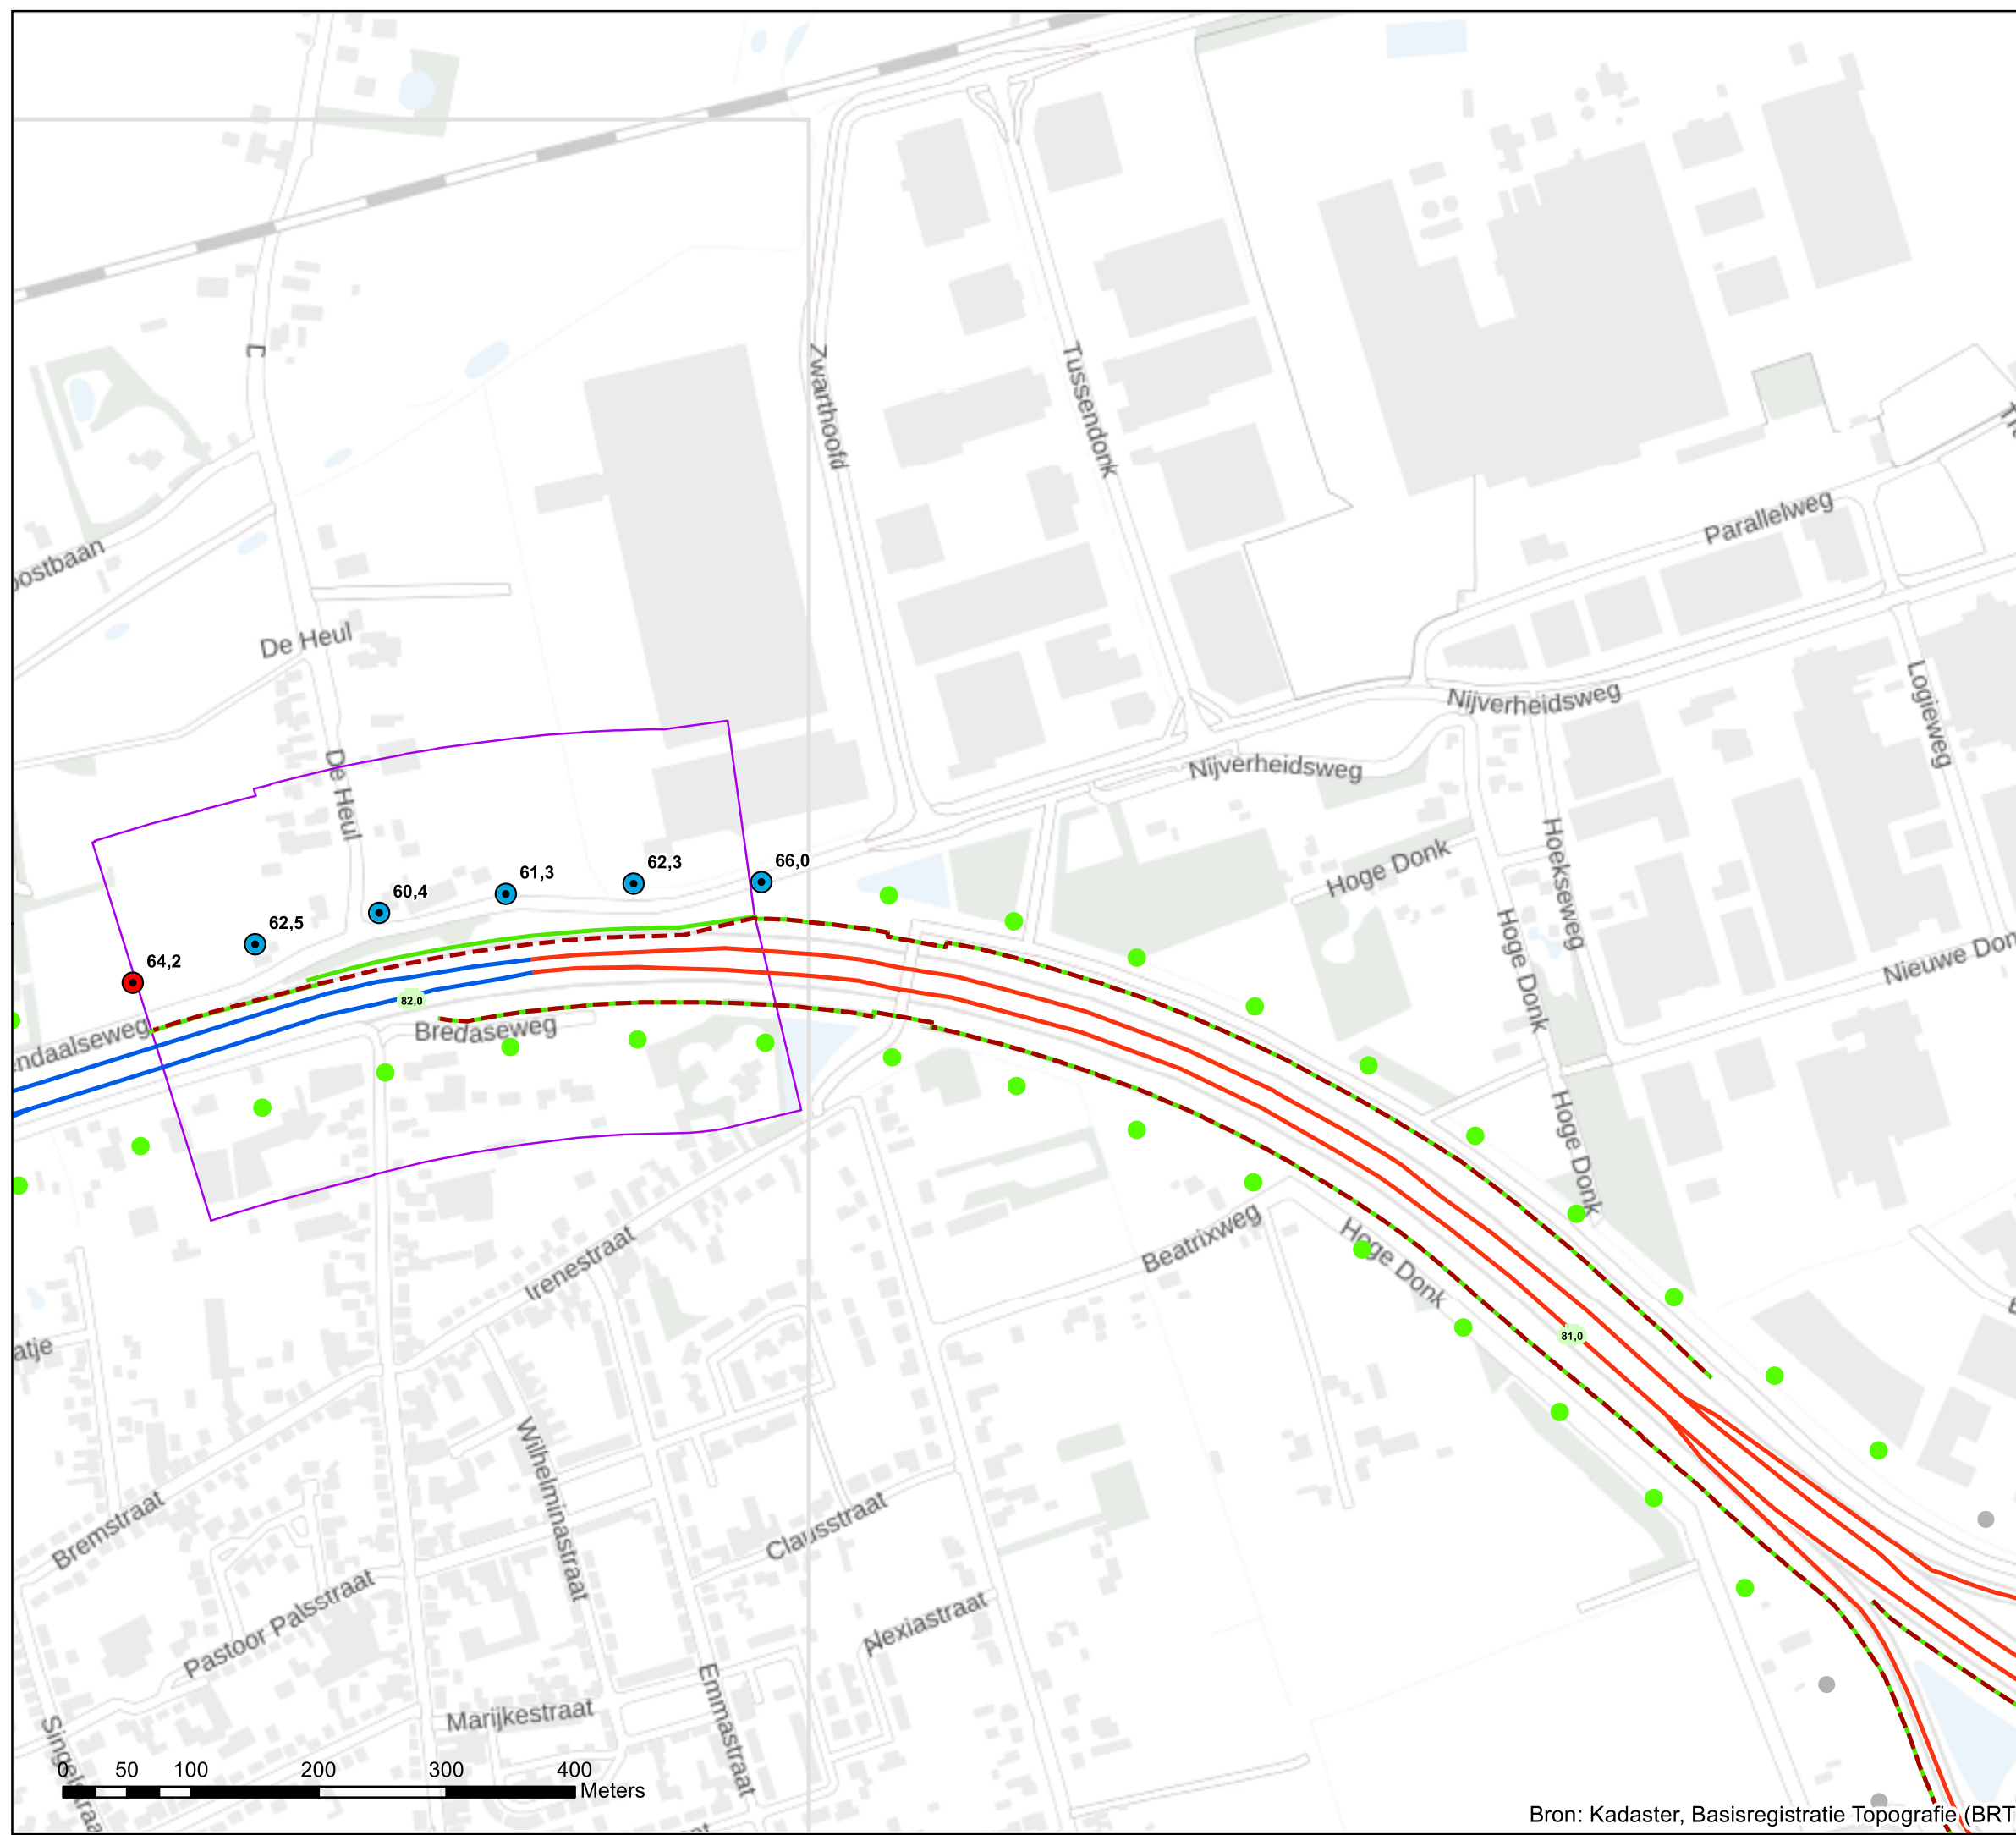 Zwarthoofd
Tussendonk
Parallelweg
De Heul
Nijverheidsweg
Logieweg
Nijverheidsweg
De Heul
Hoge Donk
Hoekseweg
66,0
62,3
61,3
60,4
62,5
64,2
Hoge Donk
Nieuwe Don
82,0
endaalseweg
Bredaseweg
oostbaan
Hoge Donk
Irenestraat
Beatrixweg
Hoge Donk
81,0
atje
Wilhelminastraat
Bremstraat
Clausstraat
Pastoor Palsstraat
Nexiastraat
Emmastraat
Marijkestraat
Singelstraa
0 50 100 200 300 400
Meters
Bron: Kadaster, Basisregistratie Topografie (BRT